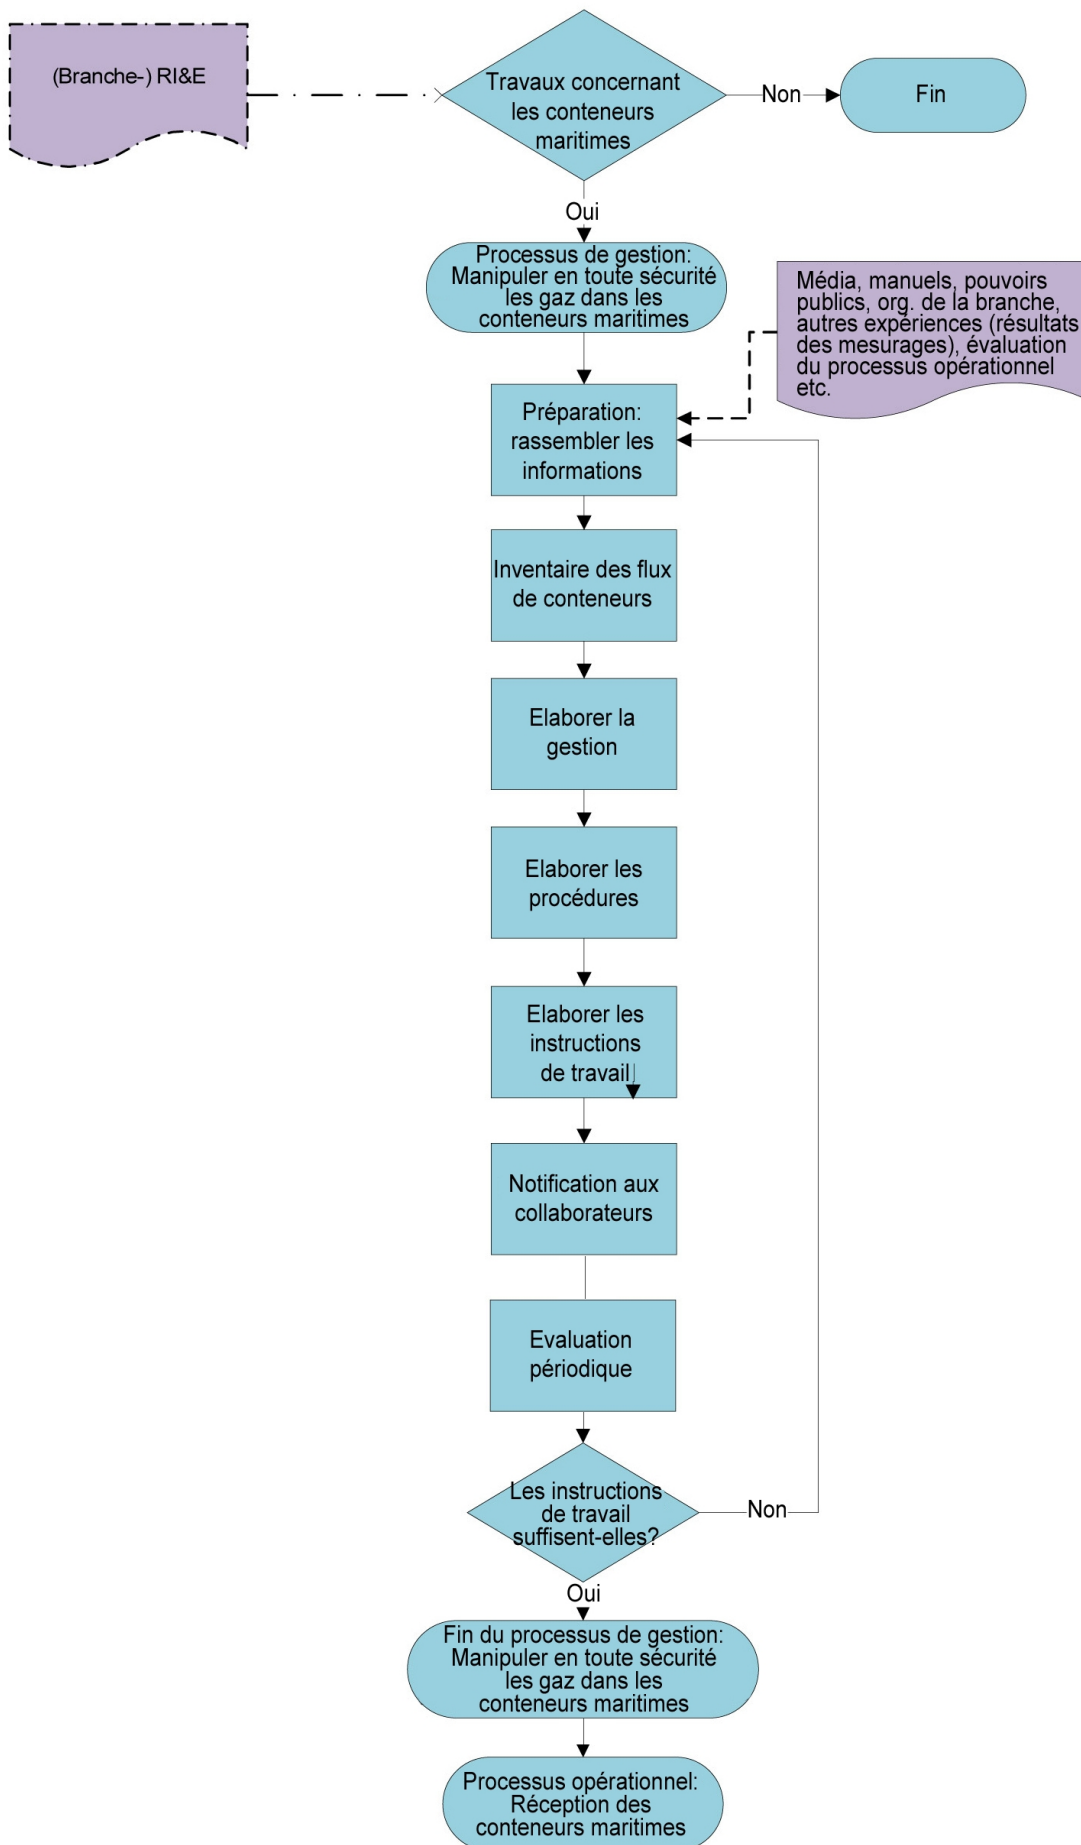 (Branche-) RI&E
Travaux concernant
les conteneurs
maritimes
Non
Fin
Oui
Processus de gestion:
Manipuler en toute sécurité
les gaz dans les
conteneurs maritimes
Média, manuels, pouvoirs
publics, org. de la branche,
autres expériences (résultats
des mesurages), évaluation
du processus opérationnel
etc.
Préparation:
rassembler les
informations
Inventaire des flux
de conteneurs
Elaborer la
gestion
Elaborer les
procédures
Elaborer les
instructions
de travail
Notification aux
collaborateurs
Evaluation
périodique
Les instructions
de travail
suffisent-elles?
Non
Oui
Fin du processus de gestion:
Manipuler en toute sécurité
les gaz dans les
conteneurs maritimes
Processus opérationnel:
Réception des
conteneurs maritimes